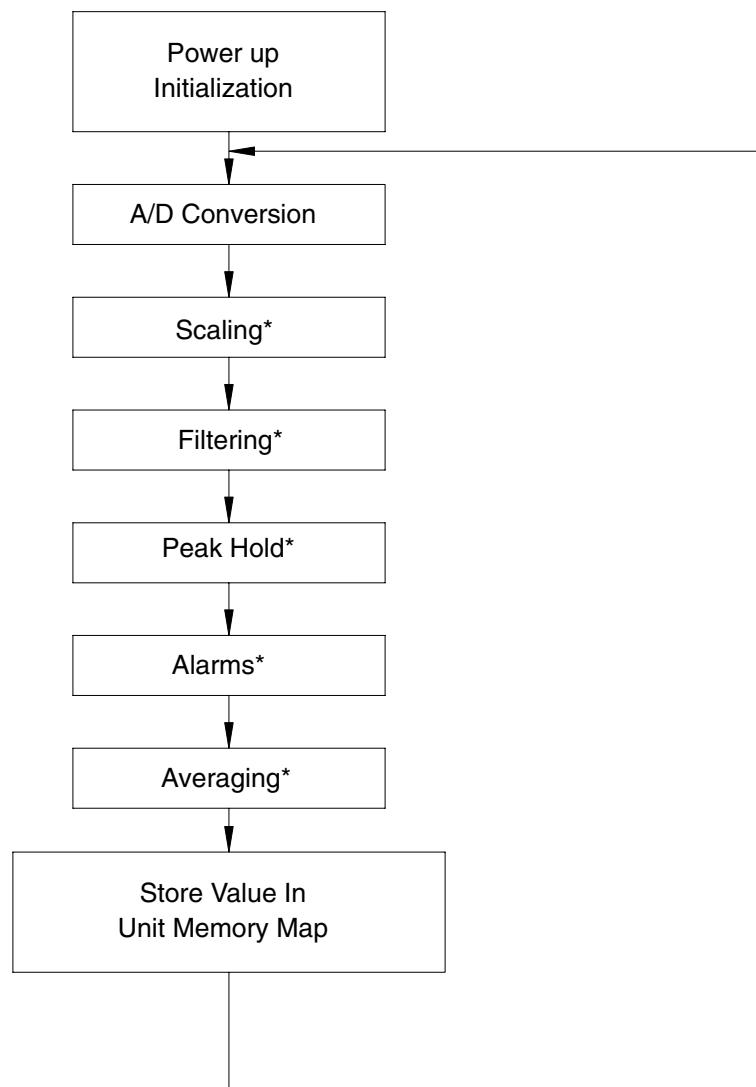 Power up
Initialization
A/D Conversion
Scaling*
Filtering*
Peak Hold*
Alarms*
Averaging*
Store Value In
Unit Memory Map